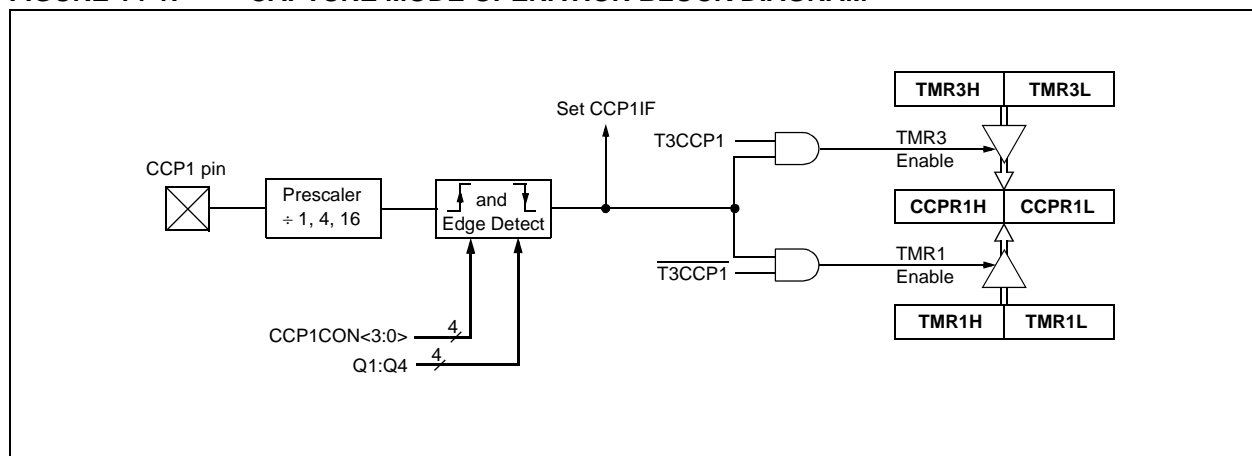 TMR3H TMR3L
Set CCP1IF
T3CCP1
TMR3
Enable
CCP1 pin
Prescaler
÷ 1, 4, 16
and
Edge Detect
CCPR1H CCPR1L
T3CCP1
TMR1
Enable
TMR1H TMR1L
CCP1CON<3:0>
4
Q1:Q4
4